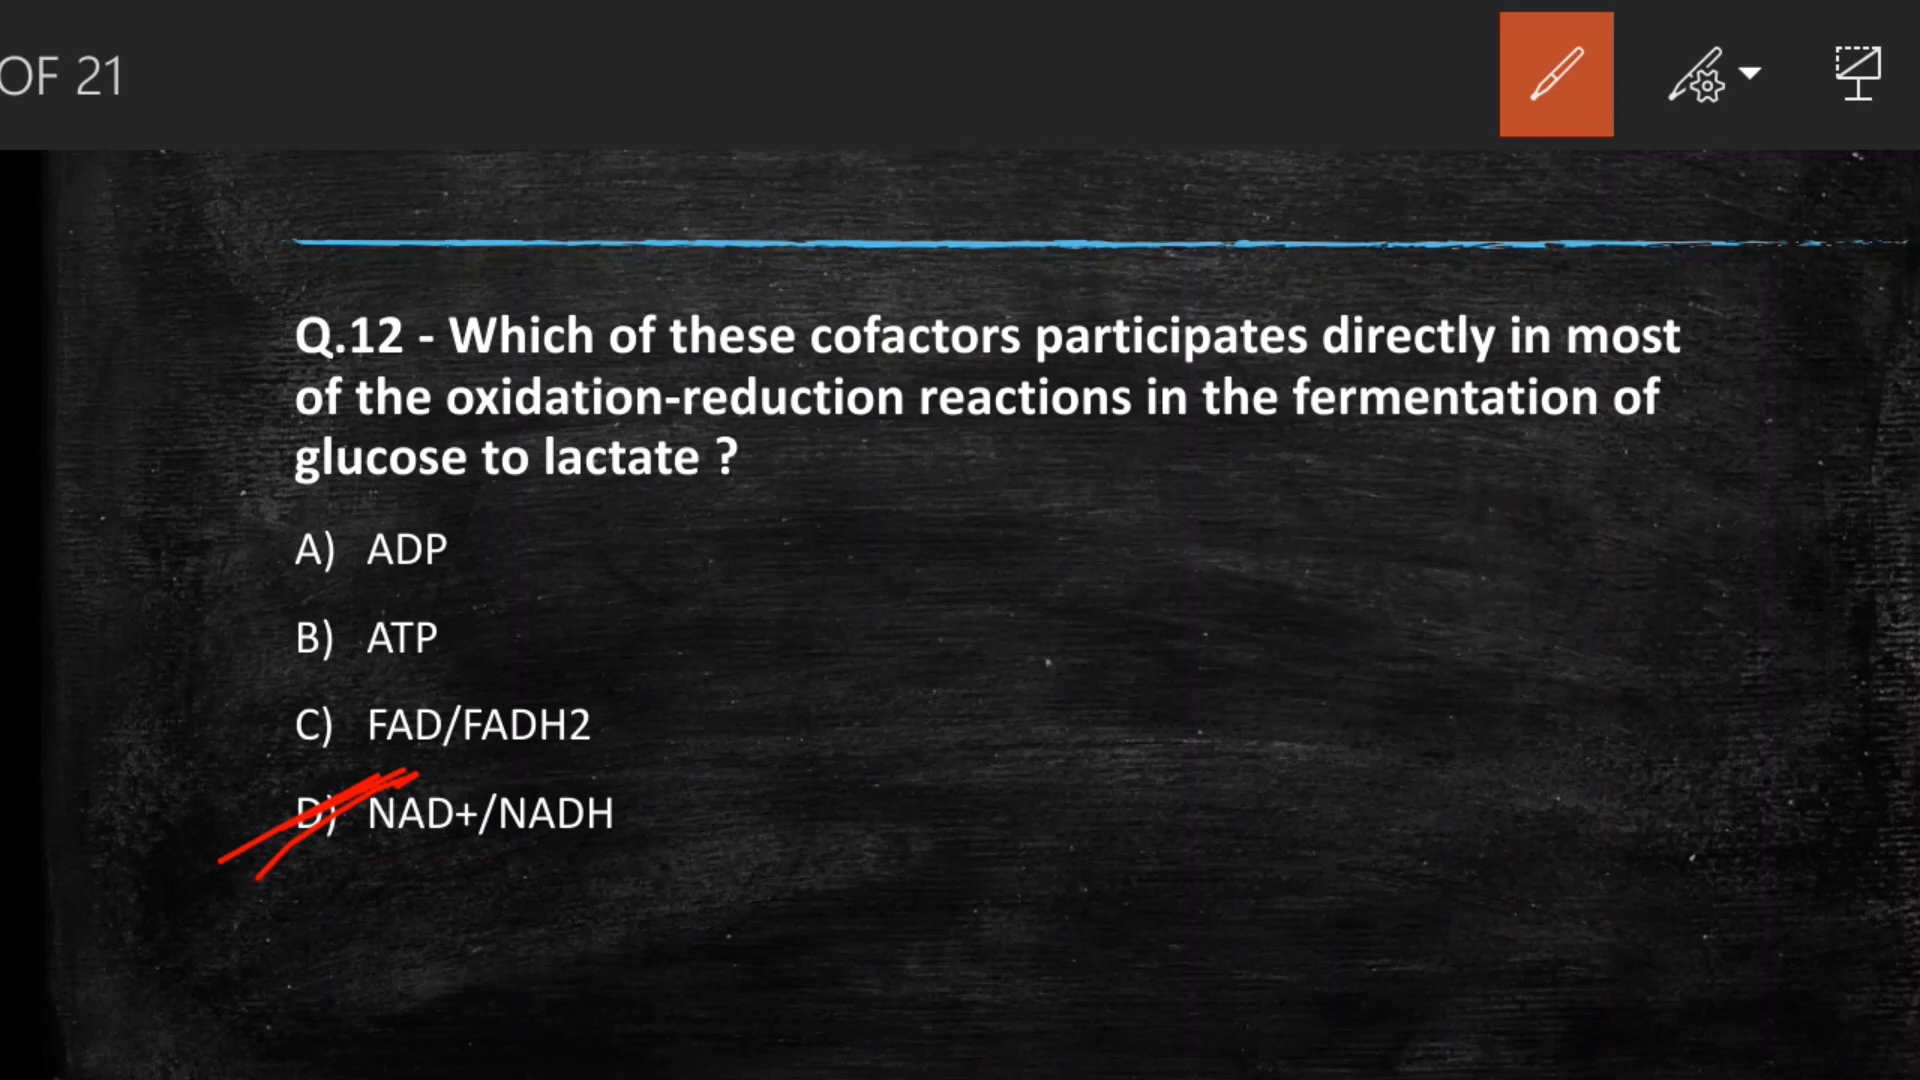 OF 21
Q.12 - Which of these cofactors participates directly in most
of the oxidation-reduction reactions in the fermentation of
glucose to lactate ?
A) ADP
B) ATP
C) FAD/FADH2
D) NAD+/NADH